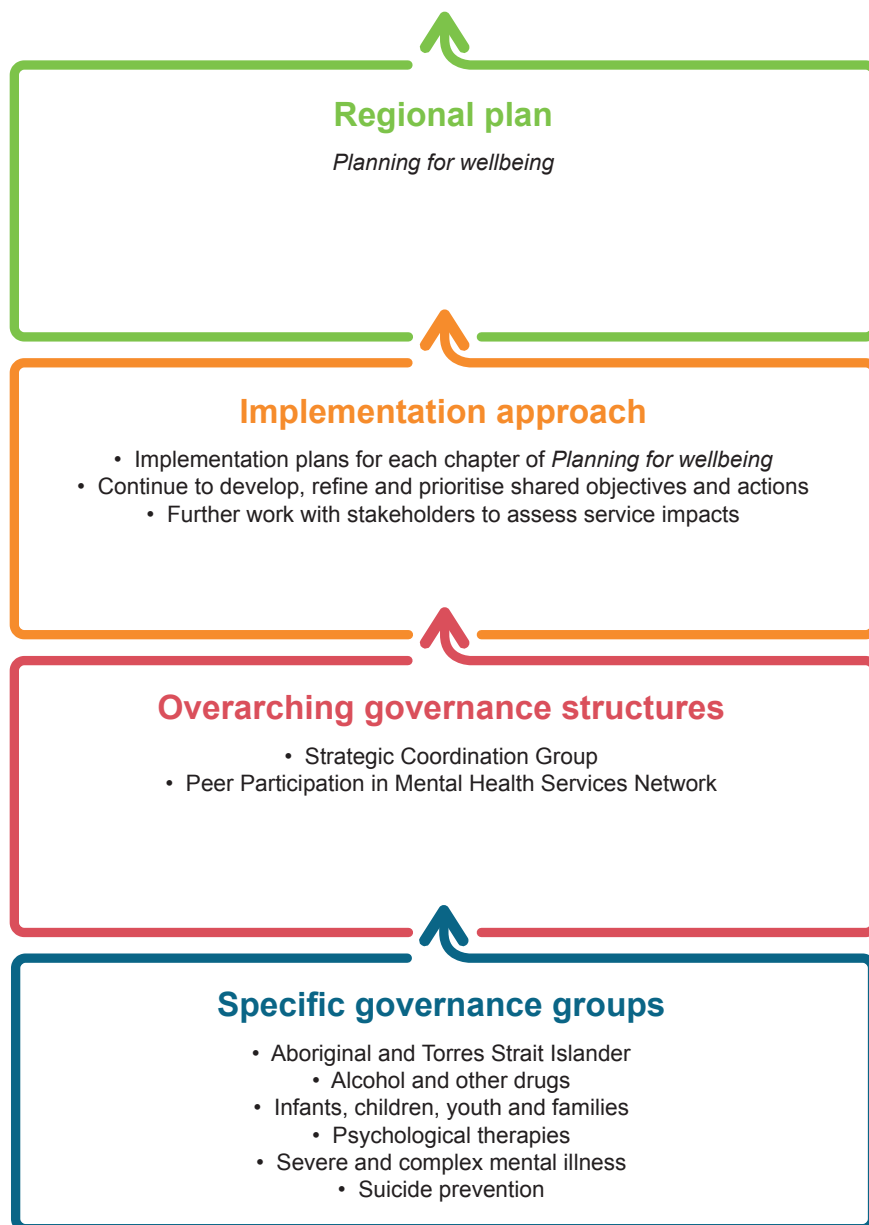 Regional plan
Planning for wellbeing
Implementation approach
• Implementation plans for each chapter of Planning for wellbeing
• Continue to develop, refine and prioritise shared objectives and actions
• Further work with stakeholders to assess service impacts
Overarching governance structures
• Strategic Coordination Group
• Peer Participation in Mental Health Services Network
Specific governance groups
• Aboriginal and Torres Strait Islander
• Alcohol and other drugs
• Infants, children, youth and families
• Psychological therapies
• Severe and complex mental illness
• Suicide prevention